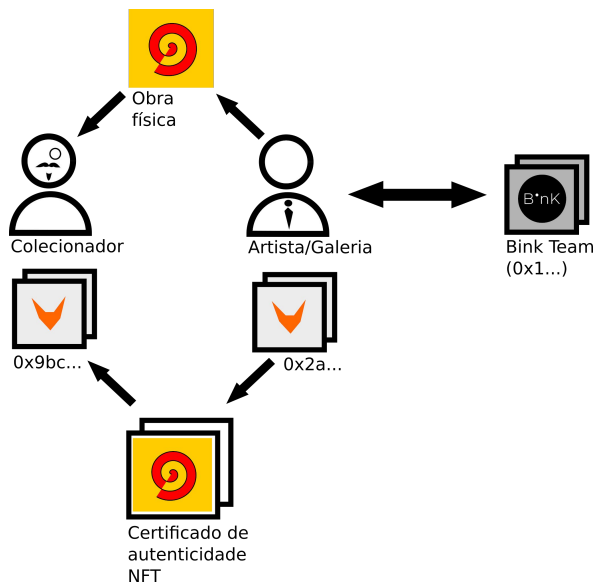 Obra
física
Colecionador
Artista/Galeria
B•nK
Bink Team
(0x1...)
0x9bc...
0x2a...
Certificado de
autenticidade
NFT